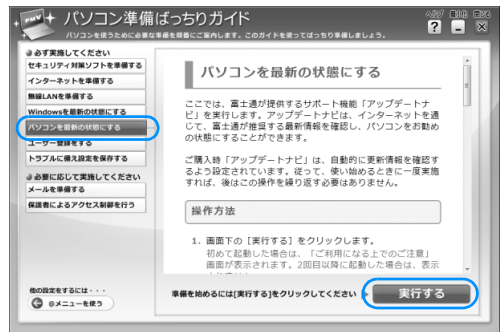 FMV
パソコン準備ばっちりガイド
パソコンを使うために必要な準備を順番にご案内します。このガイドを使ってばっちり準備しましょう。
ヘルプ 最小化 閉じる
必ず実施してください
セキュリティ対策ソフトを準備する
インターネットを準備する
無線LANを準備する
Windowsを最新の状態にする
パソコンを最新の状態にする
ユーザー登録をする
トラブルに備え設定を保存する
必要に応じて実施してください
メールを準備する
保護者によるアクセス制御を行う
他の設定をするには・・・
@メニューを使う
パソコンを最新の状態にする
ここでは、富士通が提供するサポート機能「アップデートナ
ビ」を実行します。アップデートナビは、インターネットを通
じて、富士通が推奨する最新情報を確認し、パソコンをお勧め
の状態にすることができます。
ご購入時「アップデートナビ」は、自動的に更新情報を確認す
るよう設定されています。従って、使い始めるときに一度実施
すれば、後はこの操作を繰り返す必要はありません。
操作方法
1. 画面下の［実行する］をクリックします。
初めて起動した場合は、「ご利用になる上でのご注意」
画面が表示されます。2回目以降に起動した場合は、表示
準備を始めるには[実行する]をクリックしてください
実行する